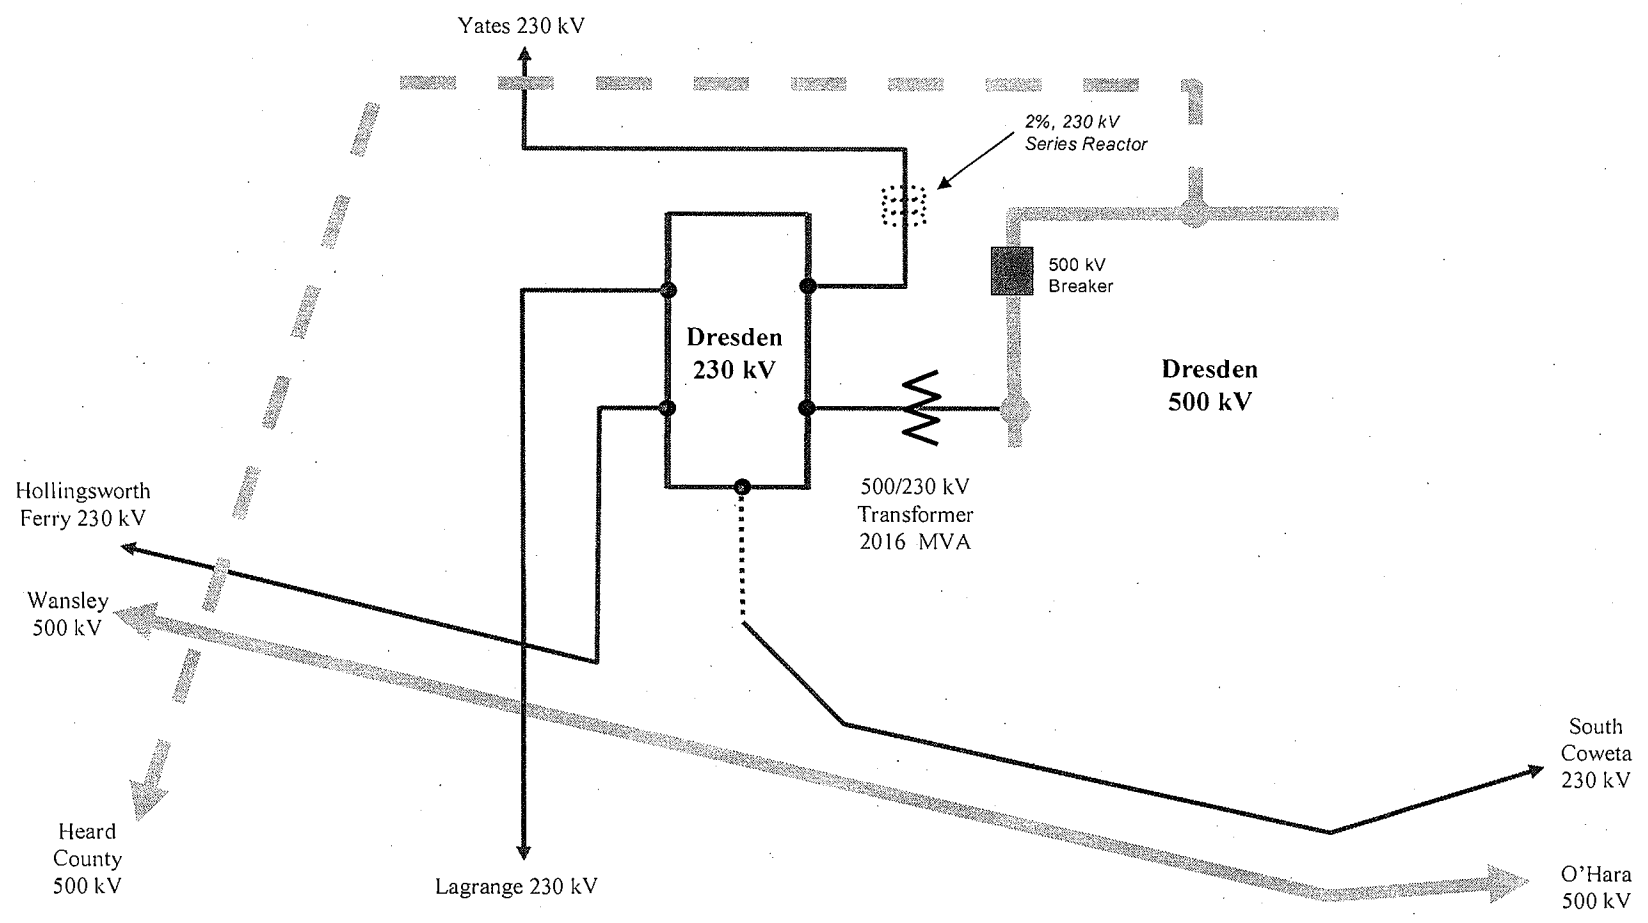 Yates 230 kV
2%, 230 kV
Series Reactor
500 kV
Breaker
Dresden
230 kV
Dresden
500 kV
500/230 kV
Transformer
2016 MVA
Hollingsworth
Ferry 230 kV
Wansley
500 kV
South
Coweta
230 kV
Heard
County
500 kV
Lagrange 230 kV
O'Hara
500 kV